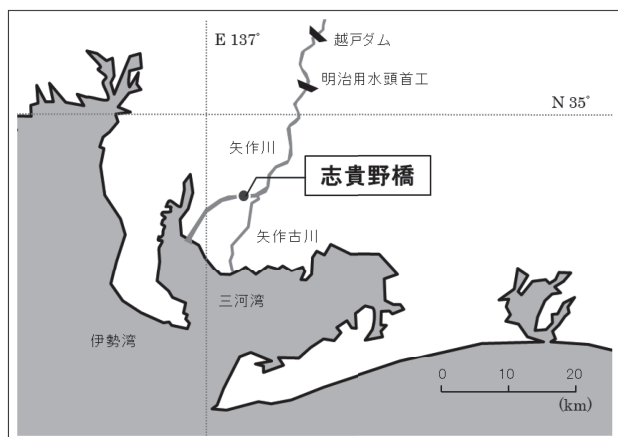 E 137°
越戸ダム
明治用水頭首工
N 35°
矢作川
志貴野橋
矢作古川
三河湾
伊勢湾
0 10 20
(km)